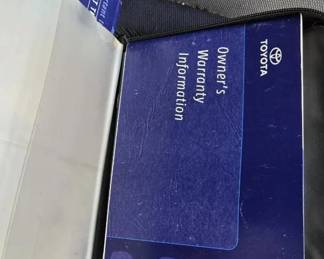 TOYOTA
Owner's
Warranty
Information